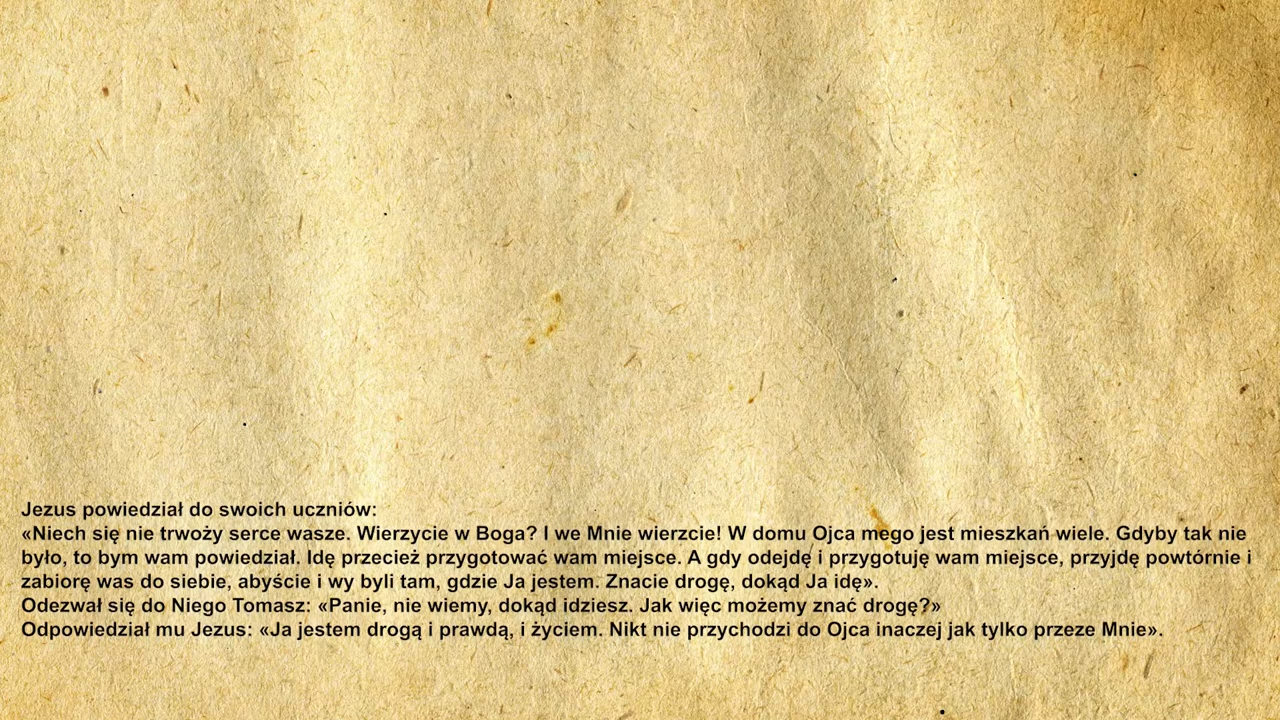 Jezus powiedział do swoich uczniów:
«Niech się nie trwoży serce wasze. Wierzycie w Boga? I we Mnie wierzcie! W domu Ojca mego jest mieszkań wiele. Gdyby tak nie
było, to bym wam powiedział. Idę przecież przygotować wam miejsce. A gdy odejdę i przygotuję wam miejsce, przyjdę powtórnie i
zabiorę was do siebie, abyście i wy byli tam, gdzie Ja jestem. Znacie drogę, dokąd Ja idę».
Odezwał się do Niego Tomasz: «Panie, nie wiemy, dokąd idziesz. Jak więc możemy znać drogę?»
Odpowiedział mu Jezus: «Ja jestem drogą i prawdą, i życiem. Nikt nie przychodzi do Ojca inaczej jak tylko przeze Mnie».